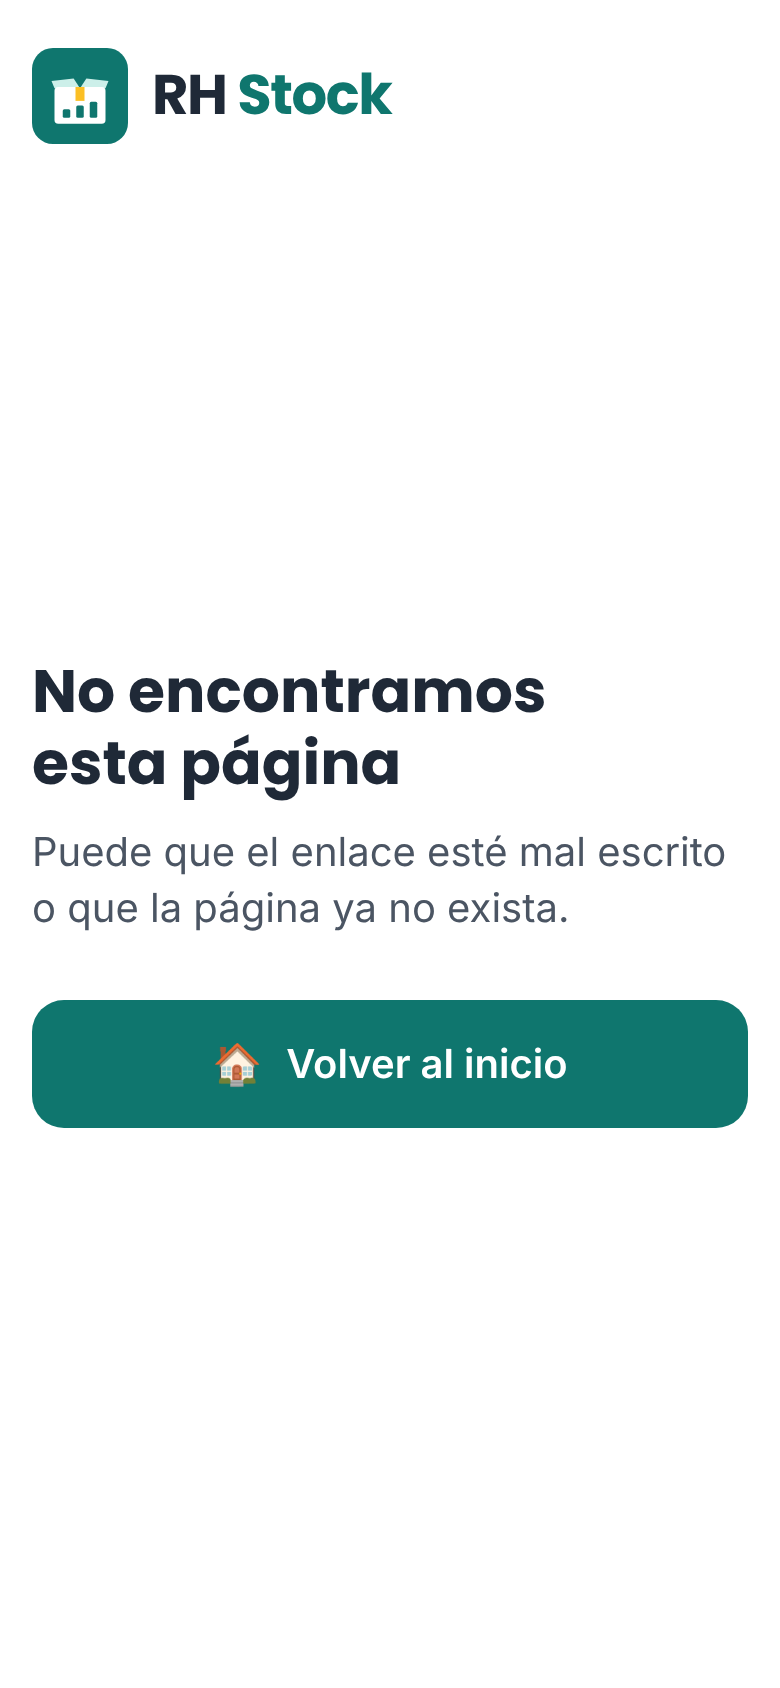 RH Stock
No encontramos
esta página
Puede que el enlace esté mal escrito
o que la página ya no exista.
Volver al inicio